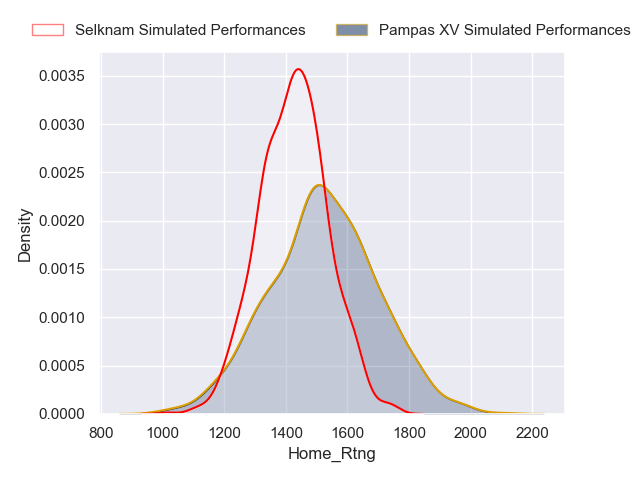 Selknam Simulated Performances Pampas XV Simulated Performances
0.0035
0.0030
0.0025
0.0020
0.0015
0.0010
0.0005
0.0000
Density
800 1000 1200 1400 1600 1800 2000 2200
Home_Rtng